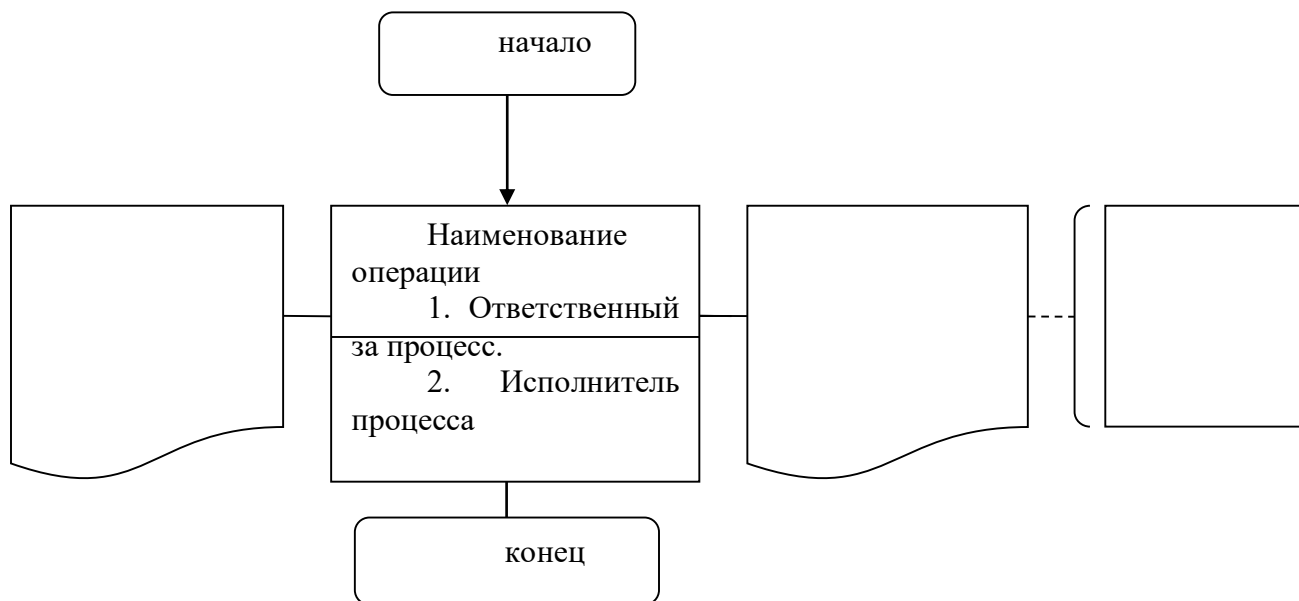 начало
Наименование
операции
1. Ответственный
за процесс.
2. Исполнитель
процесса
конец